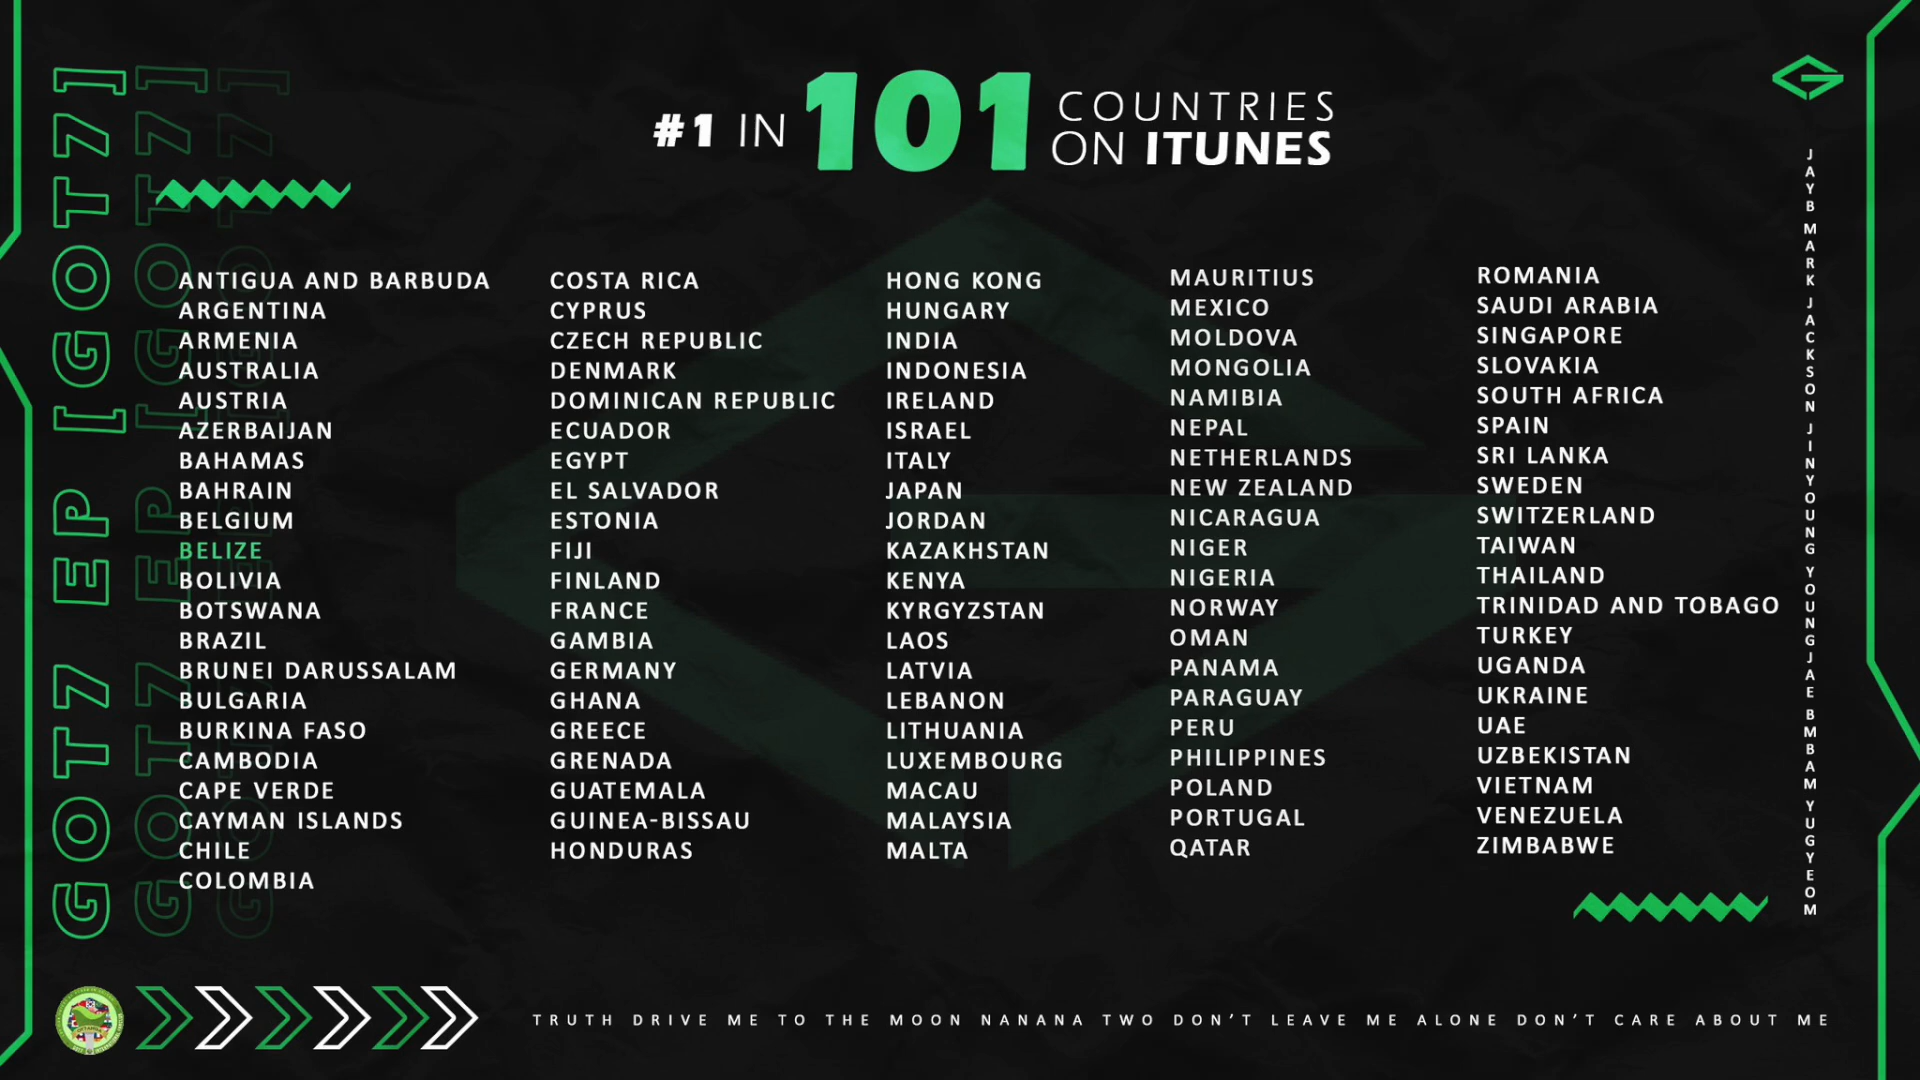 #1 IN 101 COUNTRIES
ON ITUNES
GOT7 EP [GOT7]
GOT7 EP [GOT7]
GOT7 EP [GOT7]
ANTIGUA AND BARBUDA
ARGENTINA
ARMENIA
AUSTRALIA
AUSTRIA
AZERBAIJAN
BAHAMAS
BAHRAIN
BELGIUM
BELIZE
BOLIVIA
BOTSWANA
BRAZIL
BRUNEI DARUSSALAM
BULGARIA
BURKINA FASO
CAMBODIA
CAPE VERDE
CAYMAN ISLANDS
CHILE
COLOMBIA
COSTA RICA
CYPRUS
CZECH REPUBLIC
DENMARK
DOMINICAN REPUBLIC
ECUADOR
EGYPT
EL SALVADOR
ESTONIA
FIJI
FINLAND
FRANCE
GAMBIA
GERMANY
GHANA
GREECE
GRENADA
GUATEMALA
GUINEA-BISSAU
HONDURAS
HONG KONG
HUNGARY
INDIA
INDONESIA
IRELAND
ISRAEL
ITALY
JAPAN
JORDAN
KAZAKHSTAN
KENYA
KYRGYZSTAN
LAOS
LATVIA
LEBANON
LITHUANIA
LUXEMBOURG
MACAU
MALAYSIA
MALTA
MAURITIUS
MEXICO
MOLDOVA
MONGOLIA
NAMIBIA
NEPAL
NETHERLANDS
NEW ZEALAND
NICARAGUA
NIGER
NIGERIA
NORWAY
OMAN
PANAMA
PARAGUAY
PERU
PHILIPPINES
POLAND
PORTUGAL
QATAR
ROMANIA
SAUDI ARABIA
SINGAPORE
SLOVAKIA
SOUTH AFRICA
SPAIN
SRI LANKA
SWEDEN
SWITZERLAND
TAIWAN
THAILAND
TRINIDAD AND TOBAGO
TURKEY
UGANDA
UKRAINE
UAE
UZBEKISTAN
VIETNAM
VENEZUELA
ZIMBABWE
JAYB MARK JACKSON JINYOUNG YOUNGJAE BMBAM YUGYEOM
TRUTH DRIVE ME TO THE MOON NANANA TWO DON'T LEAVE ME ALONE DON'T CARE ABOUT ME